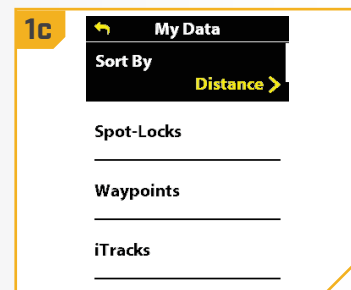 1c
My Data
Sort By
Distance
Spot-Locks
Waypoints
iTracks